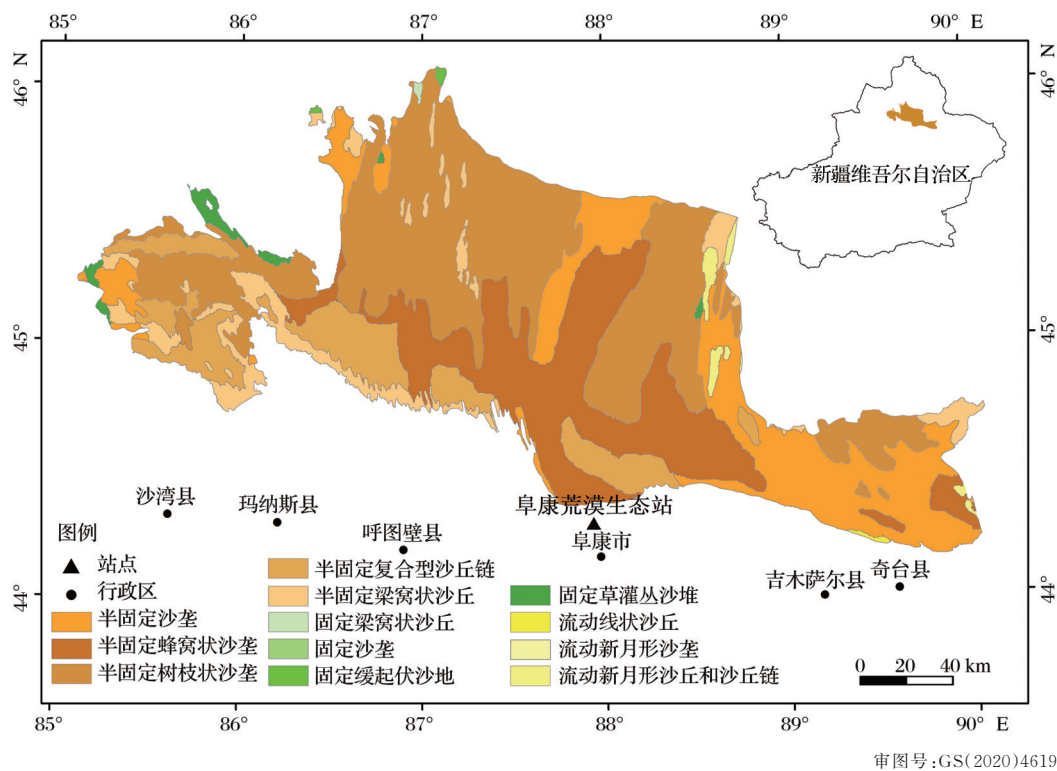 85° 86° 87° 88° 89° 90° E
46° N
46° N
新疆维吾尔自治区
45°
45°
沙湾县
玛纳斯县
呼图壁县
阜康荒漠生态站
阜康市
吉木萨尔县
奇台县
44°
44°
图例
站点
行政区
半固定沙垄
半固定蜂窝状沙垄
半固定树枝状沙垄
半固定复合型沙丘链
半固定梁窝状沙丘
固定梁窝状沙丘
固定沙垄
固定缓起伏沙地
固定草灌丛沙堆
流动线状沙丘
流动新月形沙垄
流动新月形沙丘和沙丘链
0 20 40 km
85° 86° 87° 88° 89° 90° E
审图号:GS(2020)4619